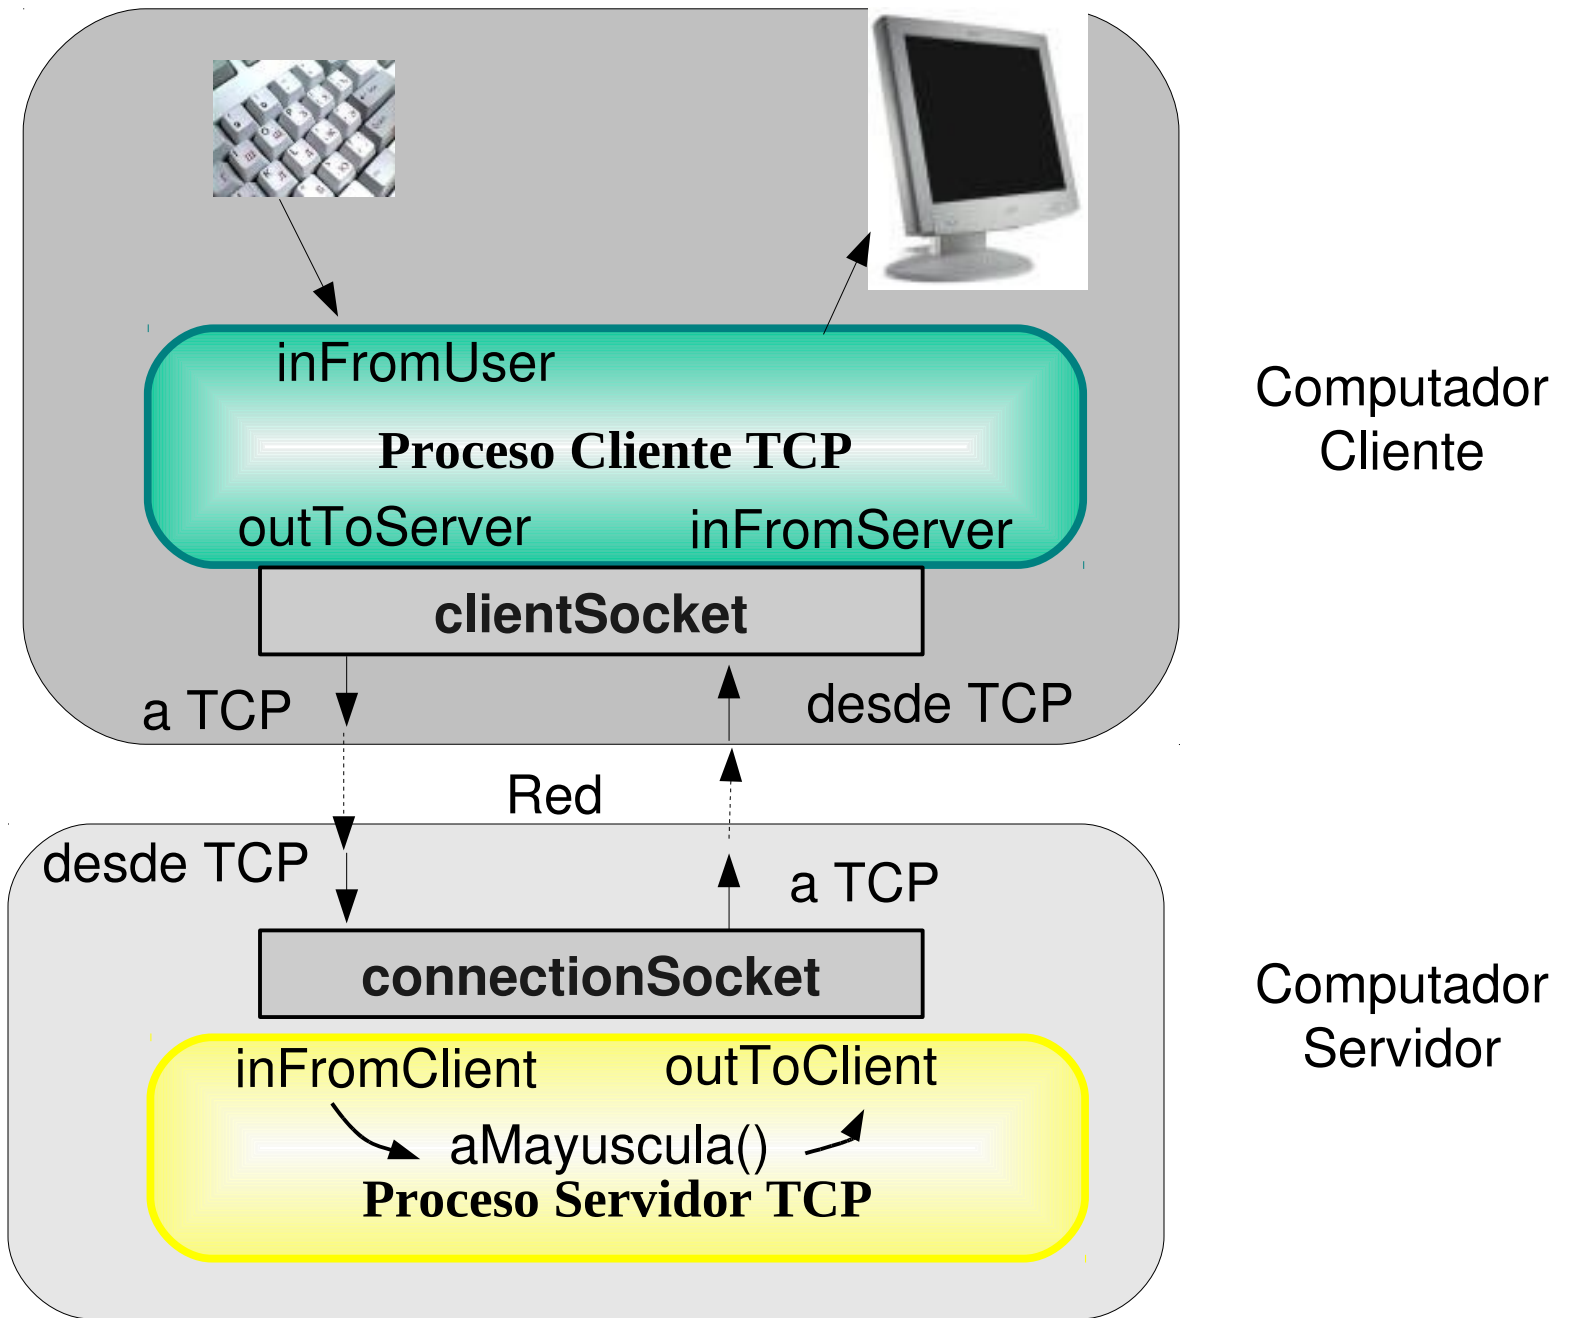 inFromUser
Proceso Cliente TCP
outToServer
inFromServer
clientSocket
a TCP
desde TCP
Computador
Cliente
Red
desde TCP
a TCP
connectionSocket
inFromClient
outToClient
aMayuscula()
Proceso Servidor TCP
Computador
Servidor